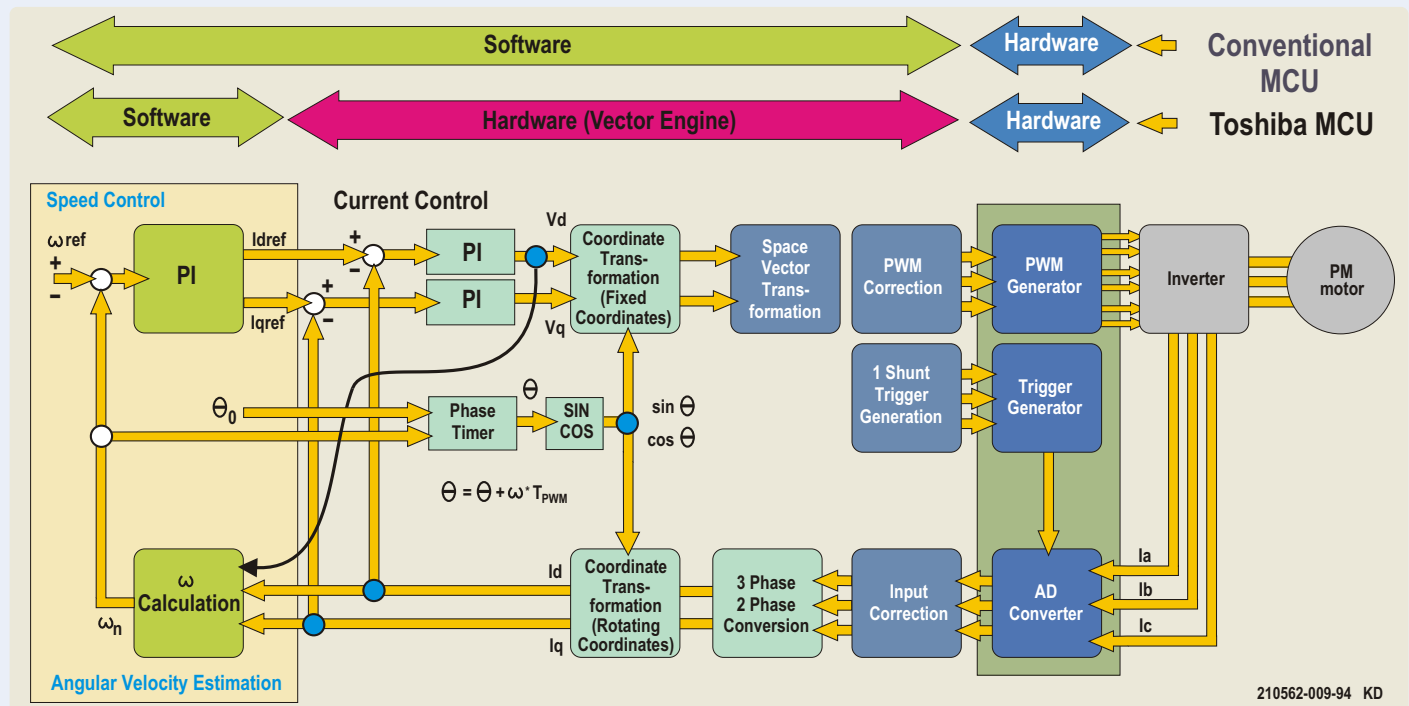 Software
Hardware
Conventional
MCU
Software
Hardware (Vector Engine)
Hardware
Toshiba MCU
Speed Control
Current Control
ω ref
+
−
PI
Idref
Iqref
+
−
+
−
PI
PI
Vd
Vq
Coordinate
Trans-
formation
(Fixed
Coordinates)
Space
Vector
Trans-
formation
PWM
Correction
PWM
Generator
Inverter
PM
motor
1 Shunt
Trigger
Generation
Trigger
Generator
Θ0
Phase
Timer
Θ
SIN
COS
sin Θ
cos Θ
Θ = Θ + ω* TPWM
ω
Calculation
ωn
Id
Iq
Coordinate
Trans-
formation
(Rotating
Coordinates)
3 Phase
2 Phase
Conversion
Input
Correction
AD
Converter
Ia
Ib
Ic
Angular Velocity Estimation
210562-009-94 KD